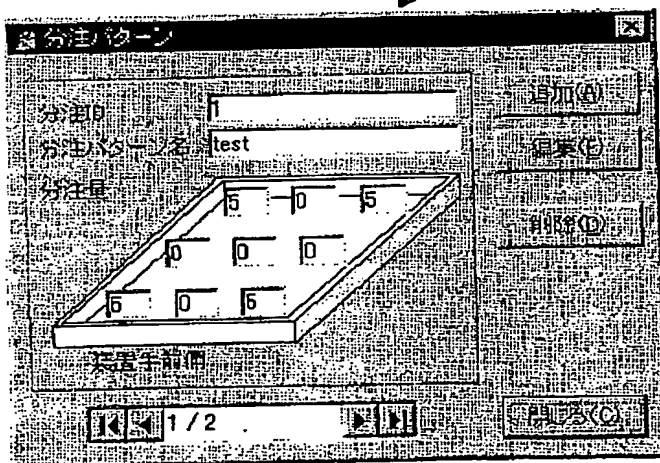 分注パターン
分注ID 1
分注パターン名 test
分注量
5 0 5
0 0 0
5 0 5
装置手前側
1 / 2
追加(A)
編集(E)
削除(D)
閉じる(C)